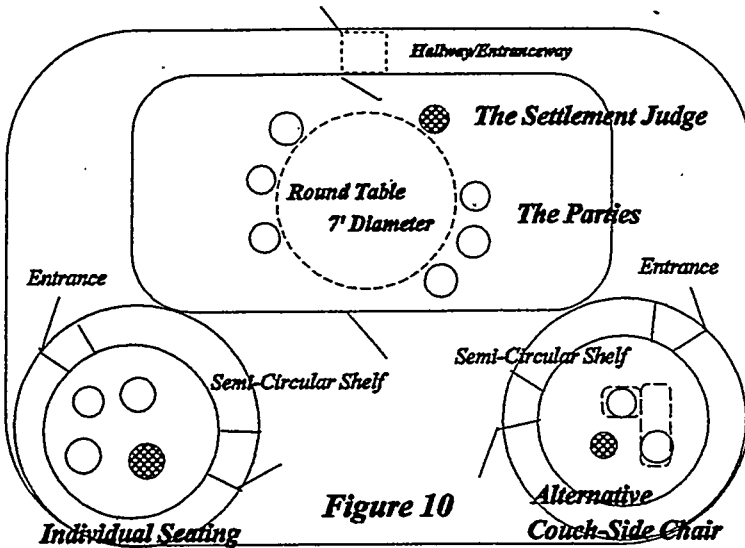 Hallway/Entranceway
The Settlement Judge
Round Table
7' Diameter
The Parties
Entrance
Entrance
Semi-Circular Shelf
Semi-Circular Shelf
Figure 10
Individual Seating
Alternative
Couch-Side Chair